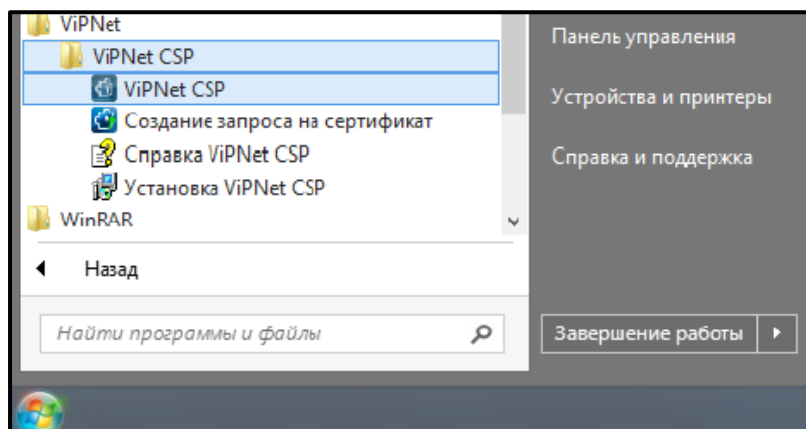 ViPNet
ViPNet CSP
ViPNet CSP
Создание запроса на сертификат
Справка ViPNet CSP
Установка ViPNet CSP
WinRAR
Назад
Найти программы и файлы
Панель управления
Устройства и принтеры
Справка и поддержка
Завершение работы